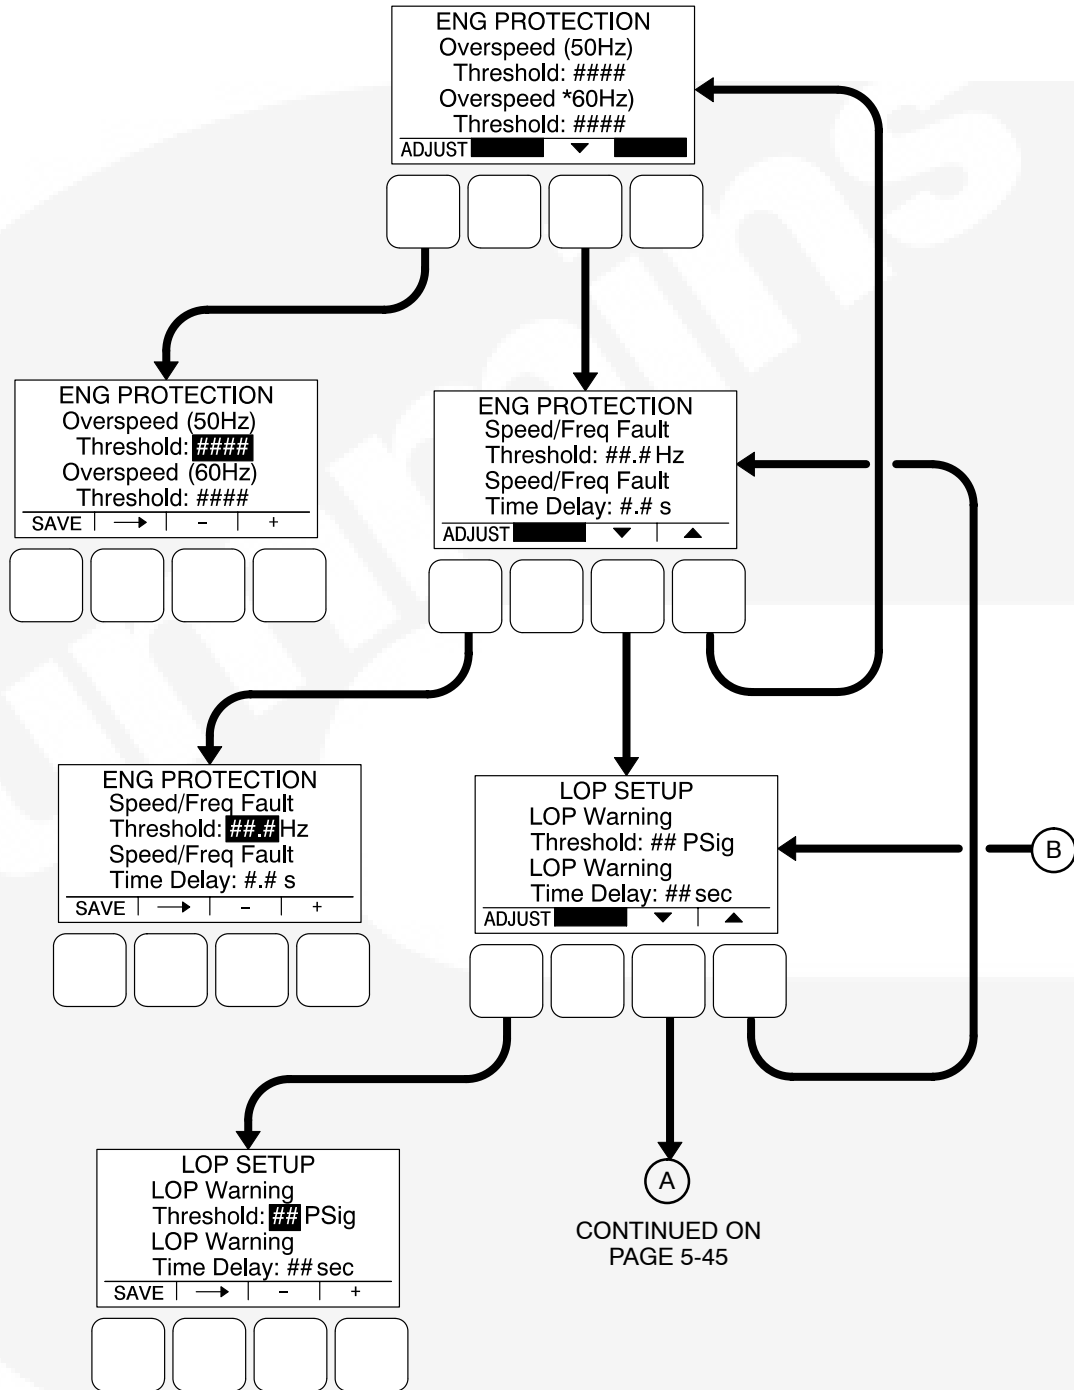 ENG PROTECTION
Overspeed (50Hz)
Threshold: ####
Overspeed *60Hz)
Threshold: ####
ADJUST
ENG PROTECTION
Overspeed (50Hz)
Threshold: ####
Overspeed (60Hz)
Threshold: ####
SAVE → - +
ENG PROTECTION
Speed/Freq Fault
Threshold: ##.# Hz
Speed/Freq Fault
Time Delay: #.# s
ADJUST
ENG PROTECTION
Speed/Freq Fault
Threshold: ##.# Hz
Speed/Freq Fault
Time Delay: #.# s
SAVE → - +
LOP SETUP
LOP Warning
Threshold: ## PSig
LOP Warning
Time Delay: ## sec
ADJUST
B
LOP SETUP
LOP Warning
Threshold: ## PSig
LOP Warning
Time Delay: ## sec
SAVE → - +
A
CONTINUED ON
PAGE 5-45